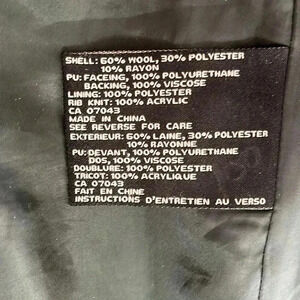 SHELL: 60% WOOL, 30% POLYESTER
10% RAYON
PU: FACEING, 100% POLYURETHANE
BACKING, 100% VISCOSE
LINING: 100% POLYESTER
RIB KNIT: 100% ACRYLIC
CA 07043
MADE IN CHINA
SEE REVERSE FOR CARE
EXTERIEUR: 60% LAINE, 30% POLYESTER
10% RAYONNE
PU: DEVANT, 100% POLYURETHANE
DOS, 100% VISCOSE
DOUBLURE: 100% POLYESTER
TRICOT: 100% ACRYLIQUE
CA 07043
FAIT EN CHINE
INSTRUCTIONS D'ENTRETIEN AU VERSO